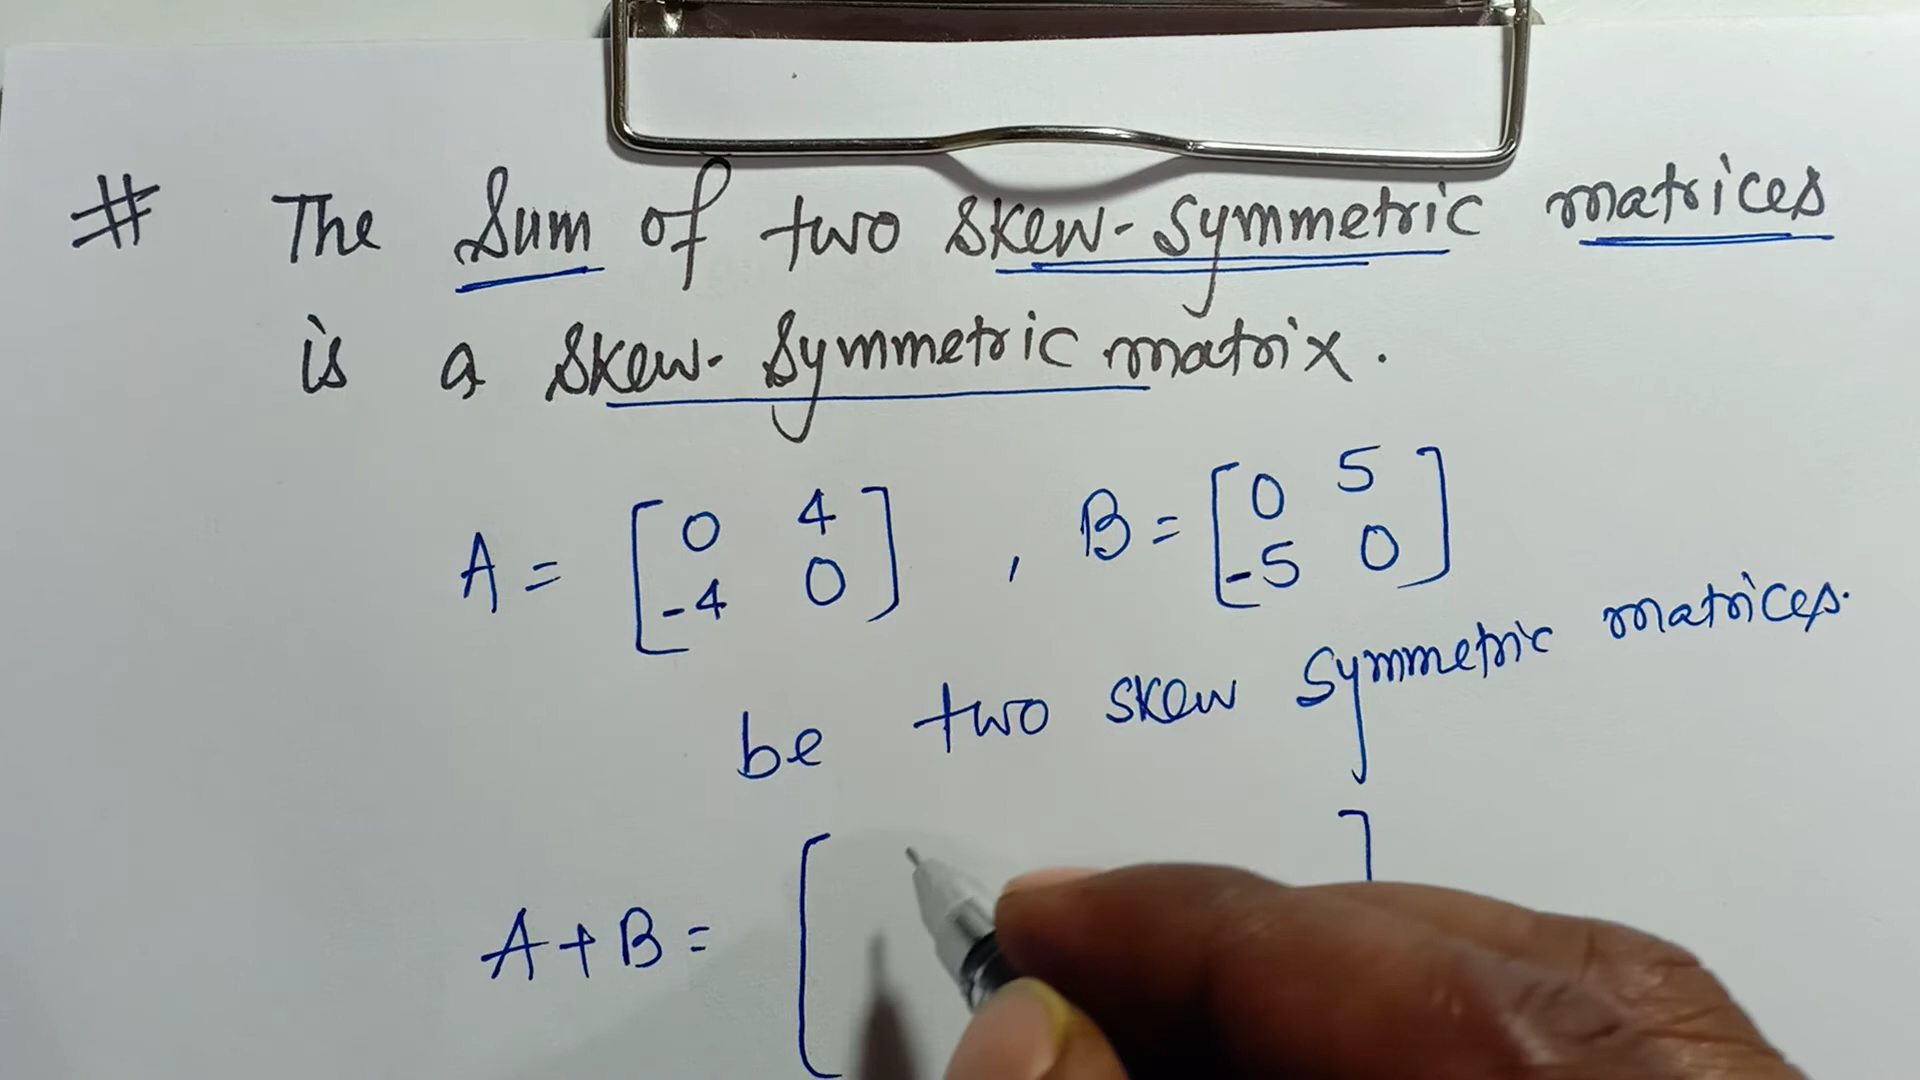 # The Sum of two skew-symmetric matrices
is a skew-symmetric matrix.
A = [0 4
-4 0] , B = [0 5
-5 0]
be two skew symmetric matrices.
A + B = [ ]